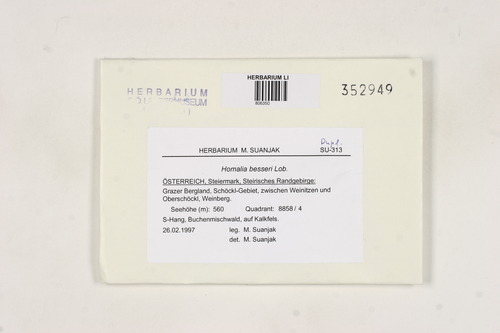 HERBARIUM LI
806350
352949
HERBARIUM
HERBARIUM M. SUANJAK
Dupl.
SU-313
Homalia besseri Lob.
ÖSTERREICH, Steiermark, Steirisches Randgebirge:
Grazer Bergland, Schöckl-Gebiet, zwischen Weinitzen und
Oberschöckl, Weinberg.
Seehöhe (m): 560 Quadrant: 8858 / 4
S-Hang, Buchenmischwald, auf Kalkfels.
26.02.1997 leg. M. Suanjak
det. M. Suanjak